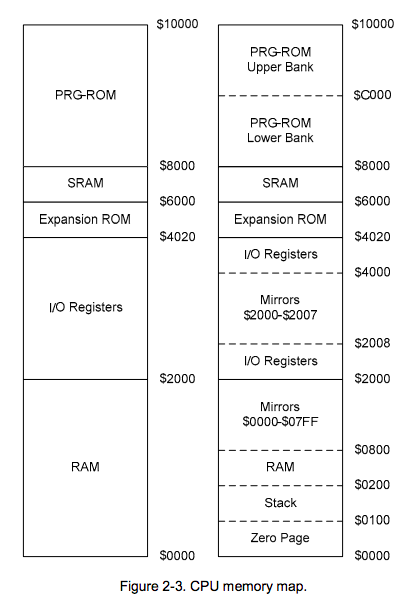 $10000
PRG-ROM
$8000
SRAM
$6000
Expansion ROM
$4020
I/O Registers
$2000
RAM
$0000
$10000
PRG-ROM
Upper Bank
$C000
PRG-ROM
Lower Bank
$8000
SRAM
$6000
Expansion ROM
$4020
I/O Registers
$4000
Mirrors
$2000-$2007
$2008
I/O Registers
$2000
Mirrors
$0000-$07FF
$0800
RAM
$0200
Stack
$0100
Zero Page
$0000
Figure 2-3. CPU memory map.